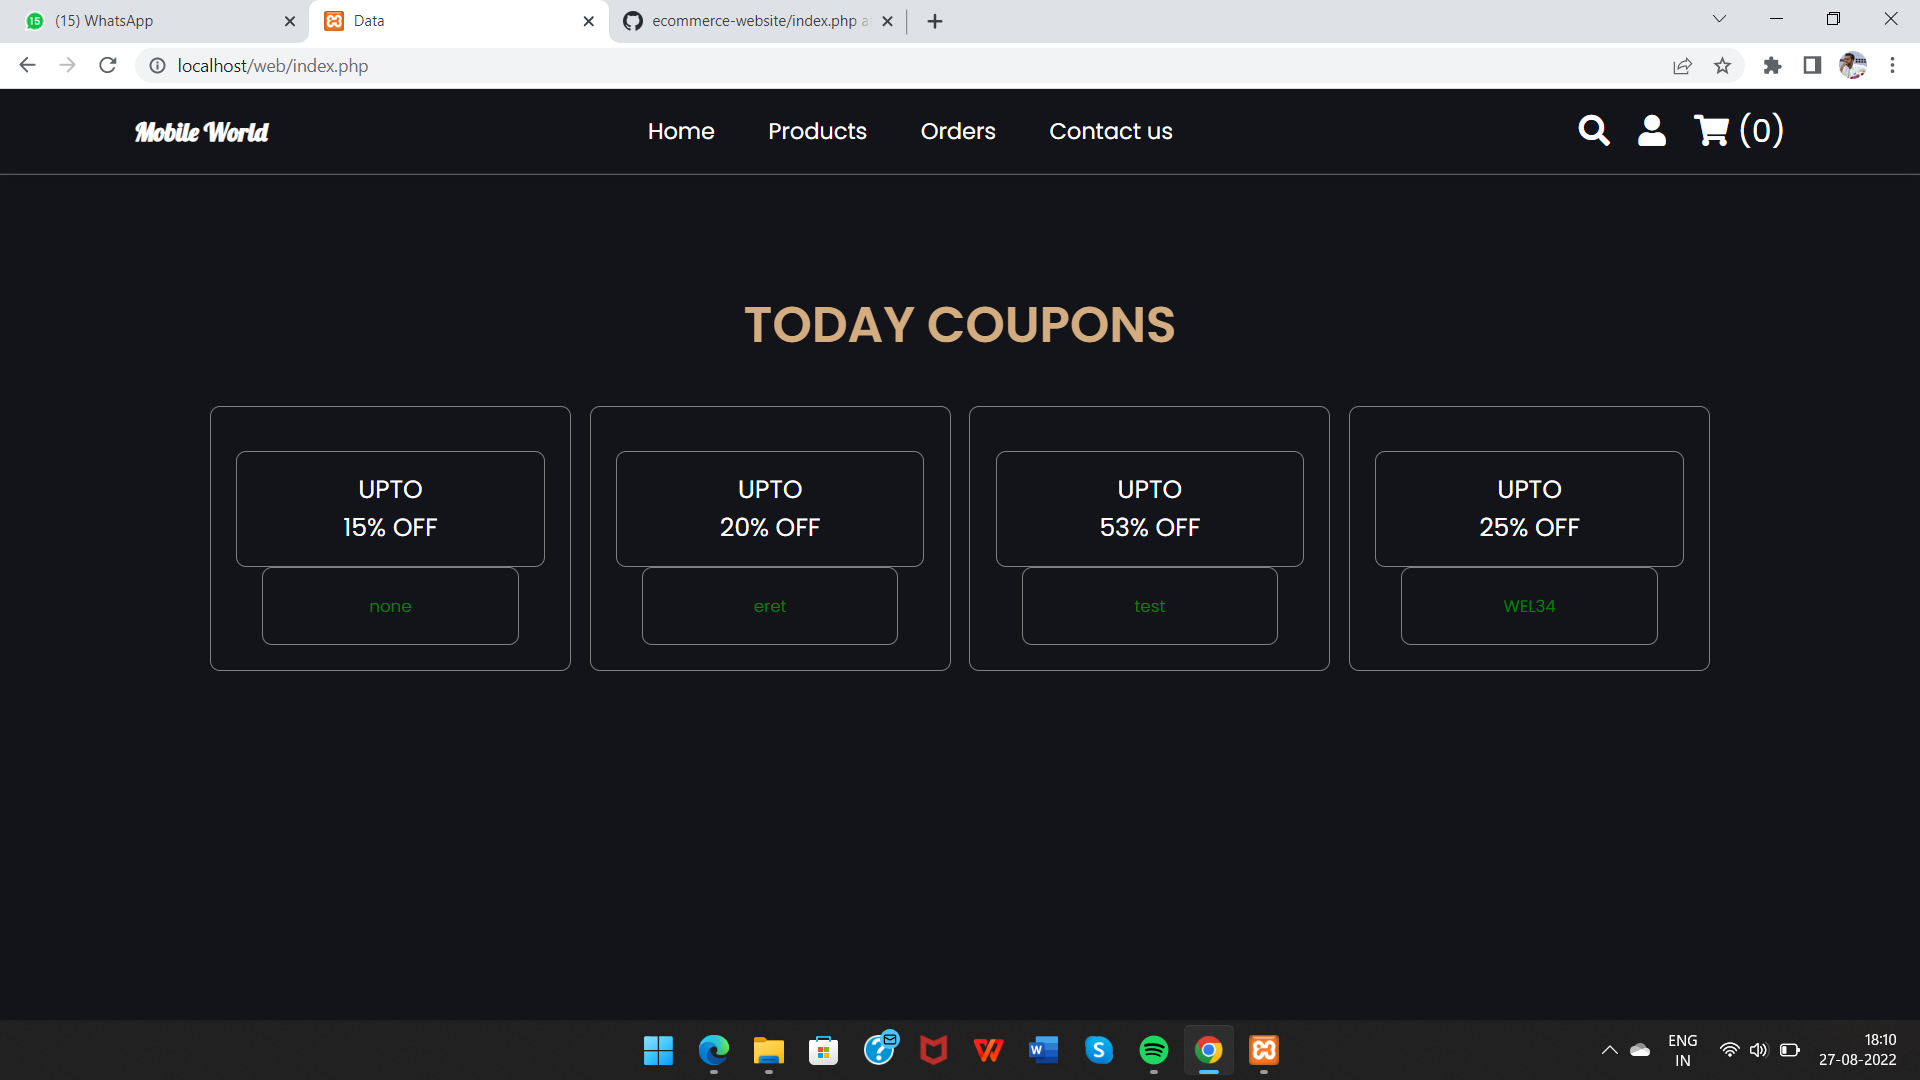 (15) WhatsApp
Data
ecommerce-website/index.php a
localhost/web/index.php
Mobile World
Home
Products
Orders
Contact us
(0)
TODAY COUPONS
UPTO
15% OFF
none
UPTO
20% OFF
eret
UPTO
53% OFF
test
UPTO
25% OFF
WEL34
ENG
IN
18:10
27-08-2022